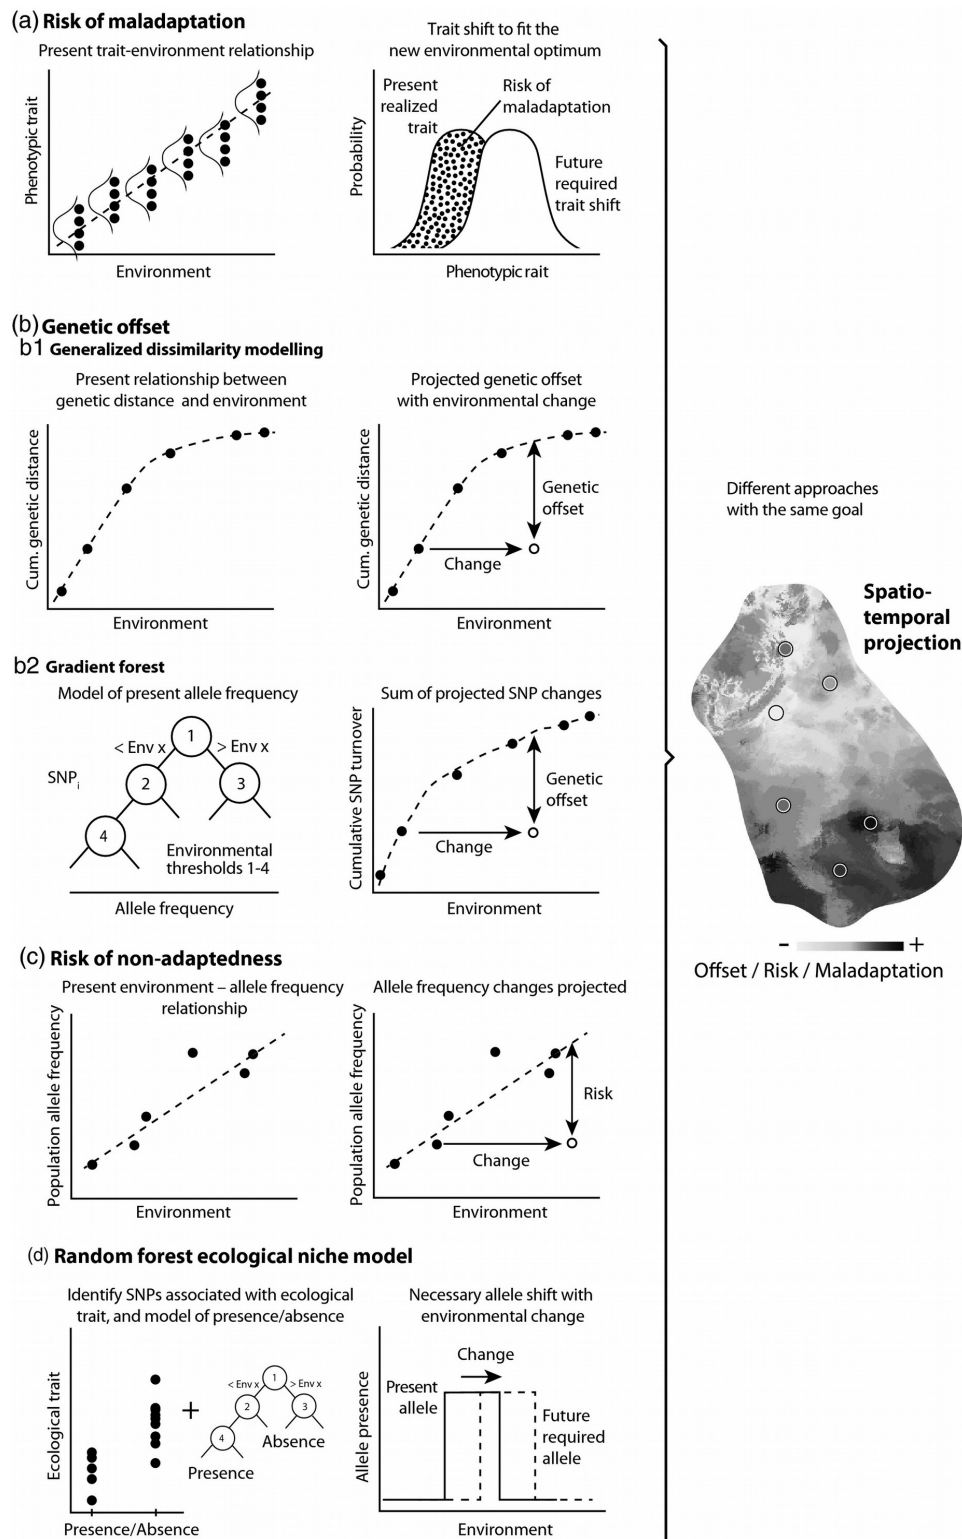 (a) Risk of maladaptation
Present trait-environment relationship
Phenotypic trait
Environment
Trait shift to fit the
new environmental optimum
Probability
Present
realized
trait
Risk of
maladaptation
Future
required
trait shift
Phenotypic rait
(b) Genetic offset
b1 Generalized dissimilarity modelling
Present relationship between
genetic distance and environment
Cum. genetic distance
Environment
Projected genetic offset
with environmental change
Cum. genetic distance
Genetic
offset
Change
Environment
b2 Gradient forest
Model of present allele frequency
< Env x
> Env x
SNPi
1
2
3
4
Environmental
thresholds 1-4
Allele frequency
Sum of projected SNP changes
Cumulative SNP turnover
Genetic
offset
Change
Environment
(c) Risk of non-adaptedness
Present environment – allele frequency
relationship
Population allele frequency
Environment
Allele frequency changes projected
Population allele frequency
Risk
Change
Environment
(d) Random forest ecological niche model
Identify SNPs associated with ecological
trait, and model of presence/absence
Ecological trait
Presence/Absence
+
< Env x
> Env x
1
2
3
4
Absence
Presence
Necessary allele shift with
environmental change
Allele presence
Change
Present
allele
Future
required
allele
Environment
Different approaches
with the same goal
Spatio-
temporal
projection
- +
Offset / Risk / Maladaptation